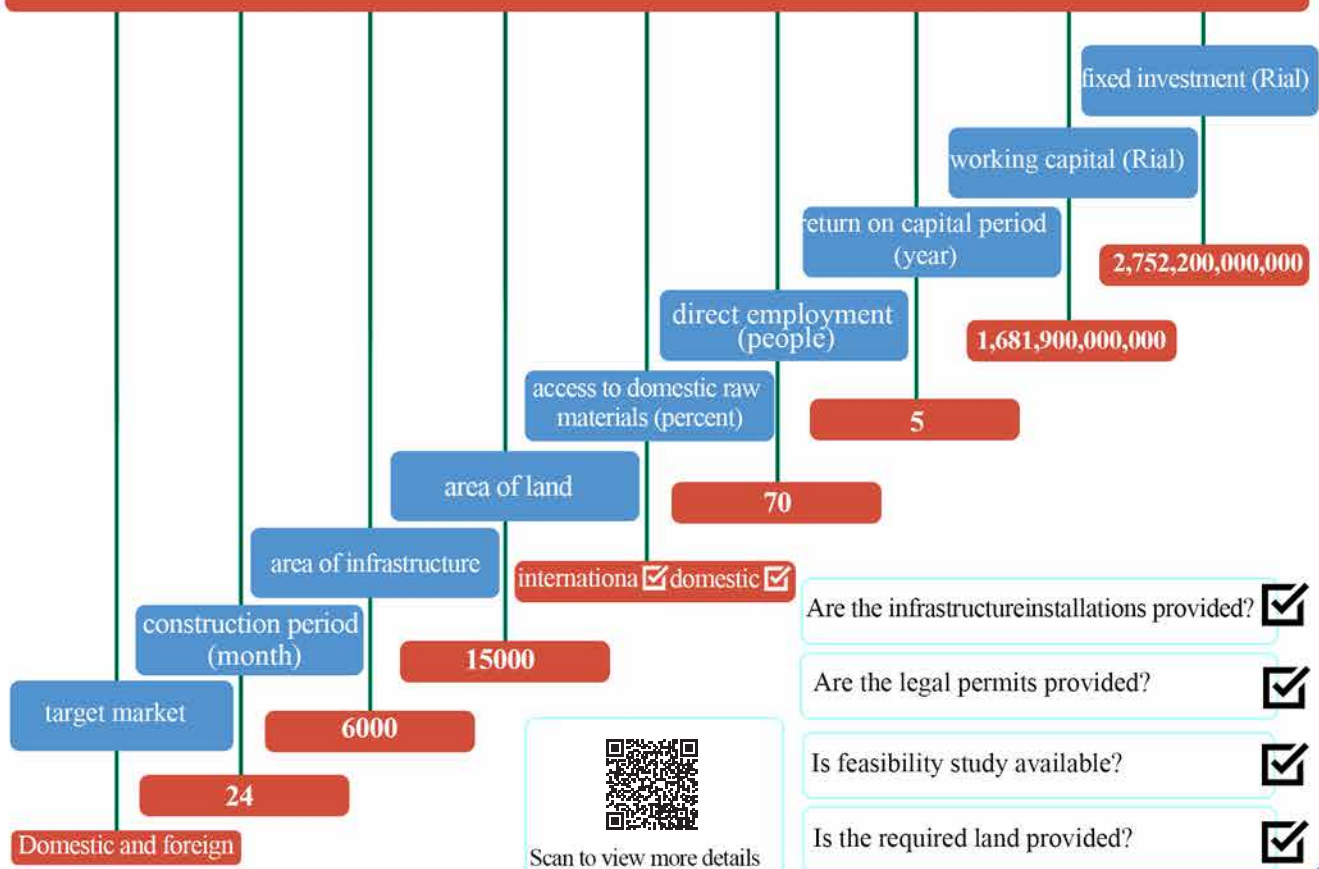 fixed investment (Rial)
2,752,200,000,000
working capital (Rial)
1,681,900,000,000
eturn on capital period
(year)
5
direct employment
(people)
70
access to domestic raw
materials (percent)
internationa domestic
area of land
15000
area of infrastructure
6000
construction period
(month)
24
target market
Domestic and foreign
Scan to view more details
Are the infrastructureinstallations provided?
Are the legal permits provided?
Is feasibility study available?
Is the required land provided?